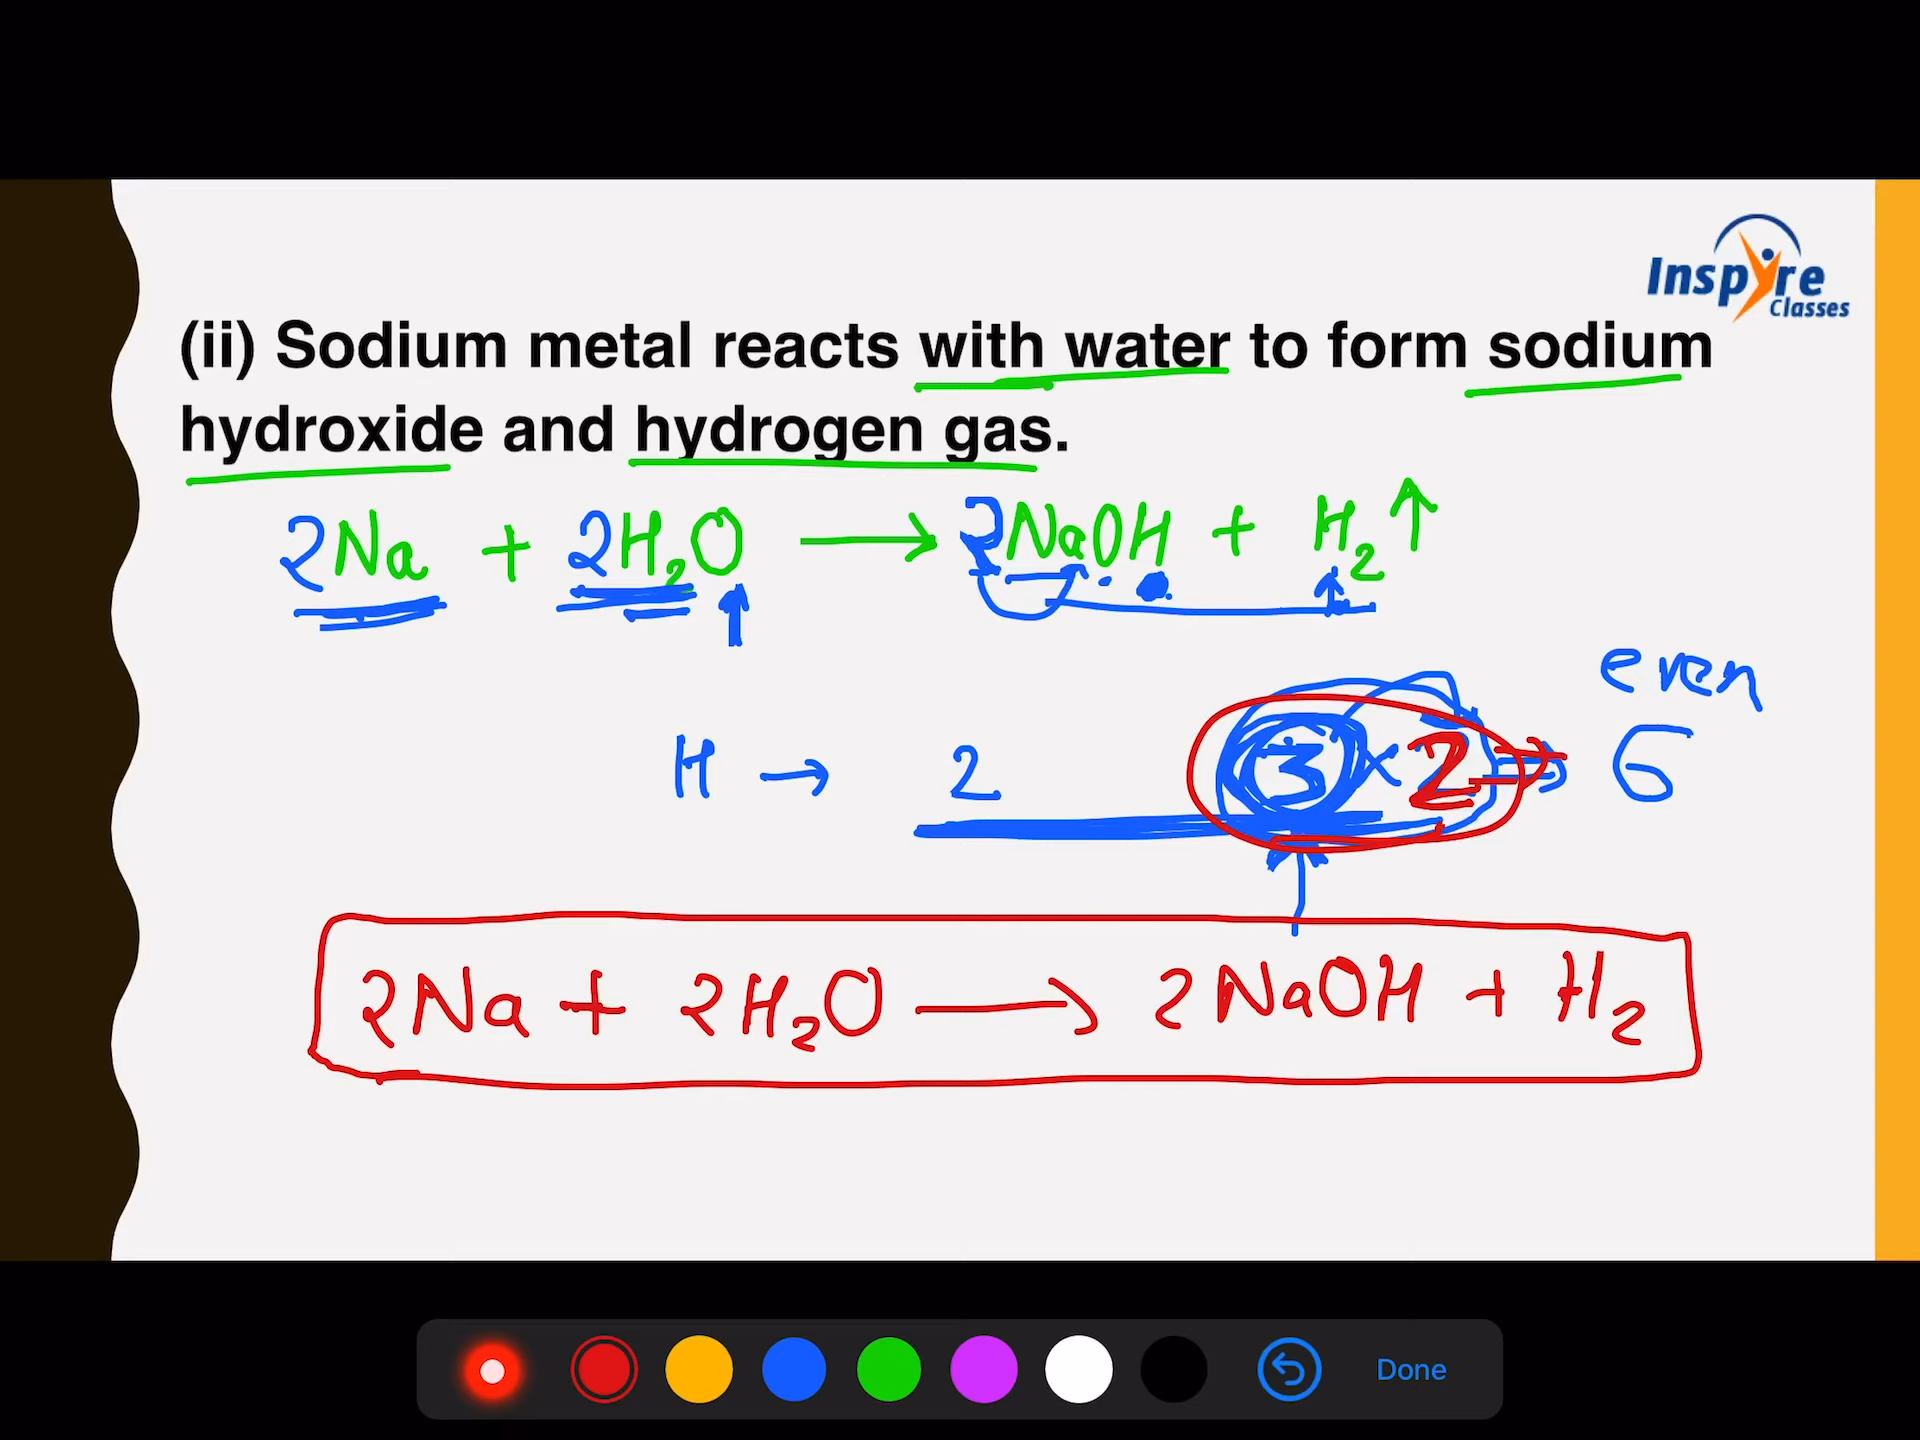 Inspyre
Classes
(ii) Sodium metal reacts with water to form sodium
hydroxide and hydrogen gas.
2Na + 2H₂O → 2NaOH + H₂↑
even
H → 2 3 × 2 ⇒ 6
2Na + 2H₂O → 2NaOH + H₂
Done